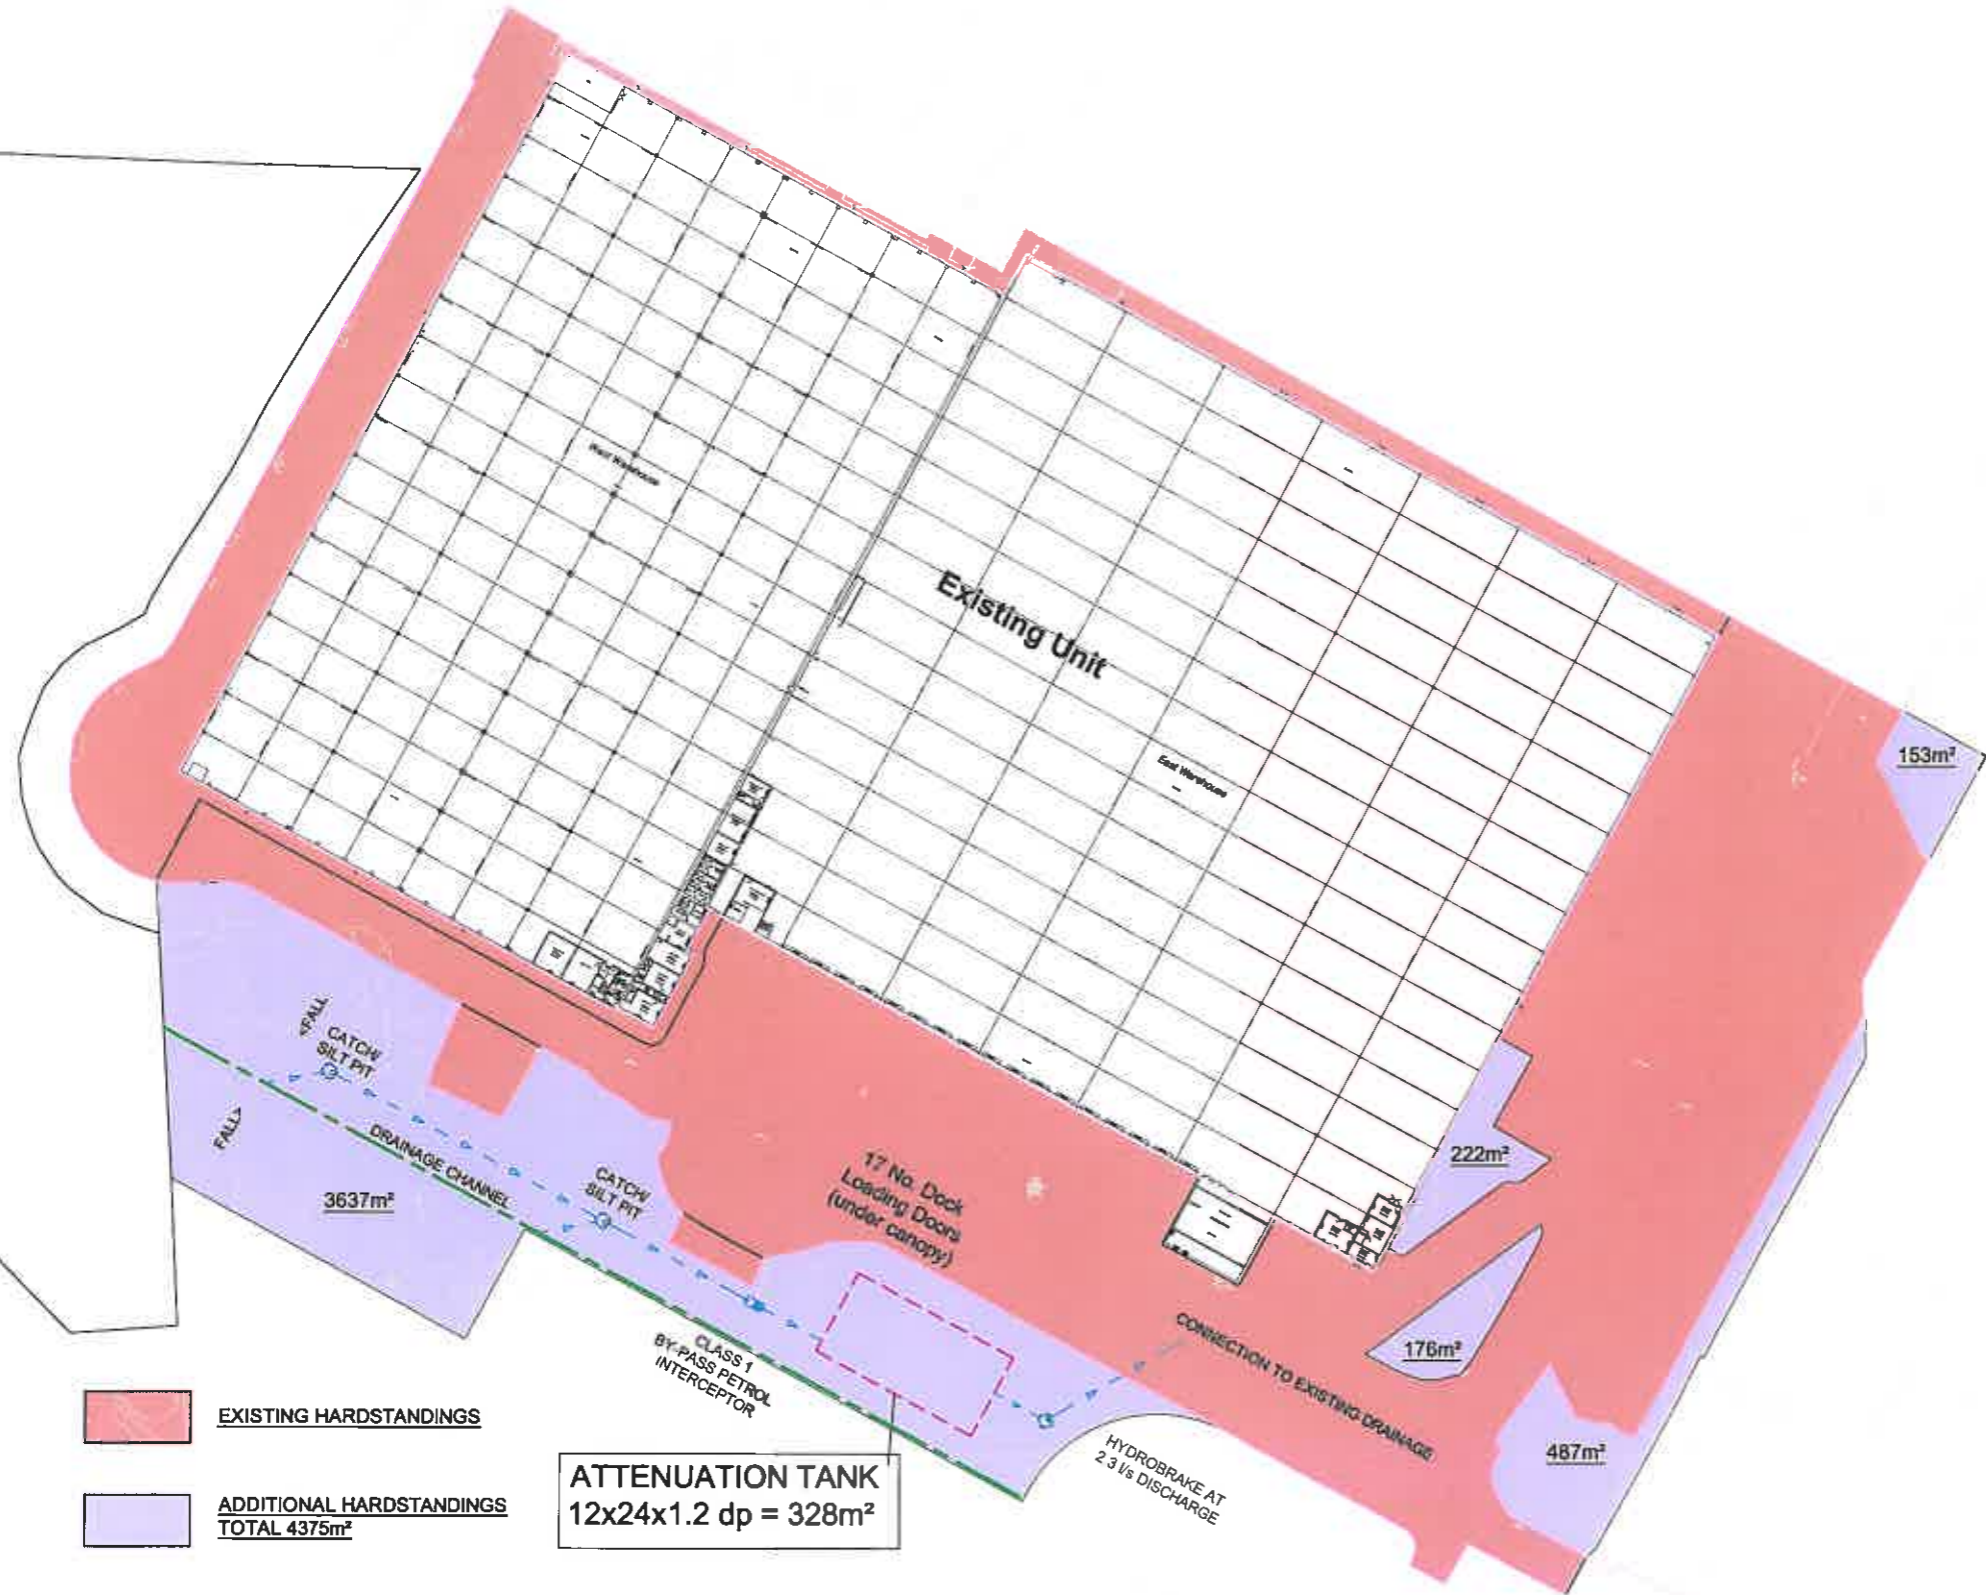 West Warehouse
Existing Unit
East Warehouse
153m²
FALL
CATCH/
SILT PIT
FALL
DRAINAGE CHANNEL
3637m²
CATCH/
SILT PIT
17 No. Dock
Loading Doors
(under canopy)
222m²
176m²
CONNECTION TO EXISTING DRAINAGE
487m²
CLASS 1
BY-PASS PETROL
INTERCEPTOR
HYDROBRAKE AT
2.3 l/s DISCHARGE
EXISTING HARDSTANDINGS
ADDITIONAL HARDSTANDINGS
TOTAL 4375m²
ATTENUATION TANK
12x24x1.2 dp = 328m²